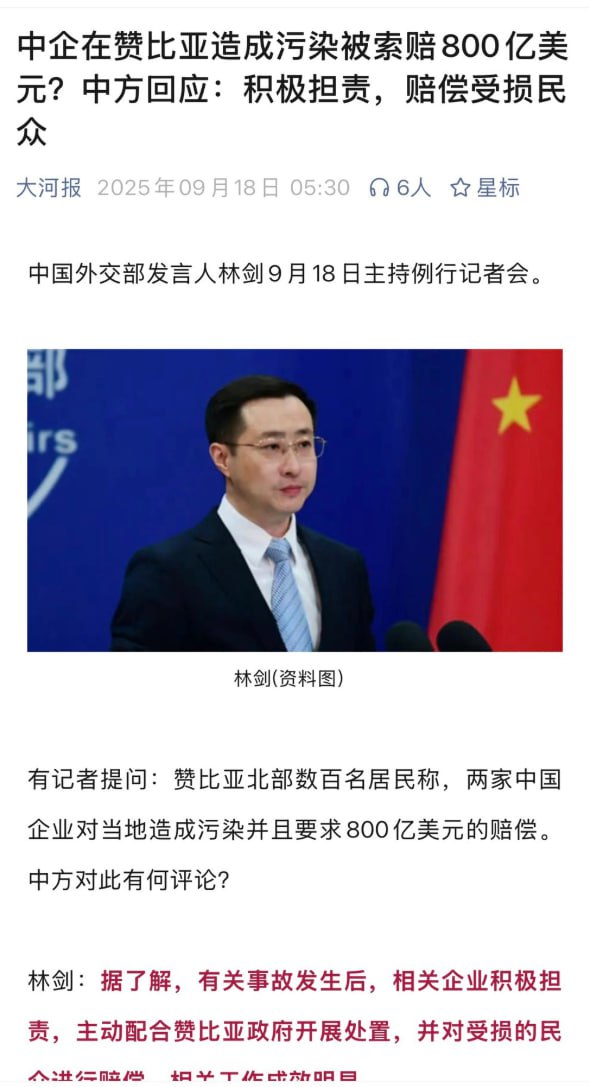 中企在赞比亚造成污染被索赔800亿美
元？中方回应：积极担责，赔偿受损民
众
大河报 2025年09月18日 05:30 6人 星标
中国外交部发言人林剑9月18日主持例行记者会。
部
irs
林剑(资料图)
有记者提问：赞比亚北部数百名居民称，两家中国
企业对当地造成污染并且要求800亿美元的赔偿。
中方对此有何评论？
林剑：据了解，有关事故发生后，相关企业积极担
责，主动配合赞比亚政府开展处置，并对受损的民
众进行赔偿，相关工作成效明显